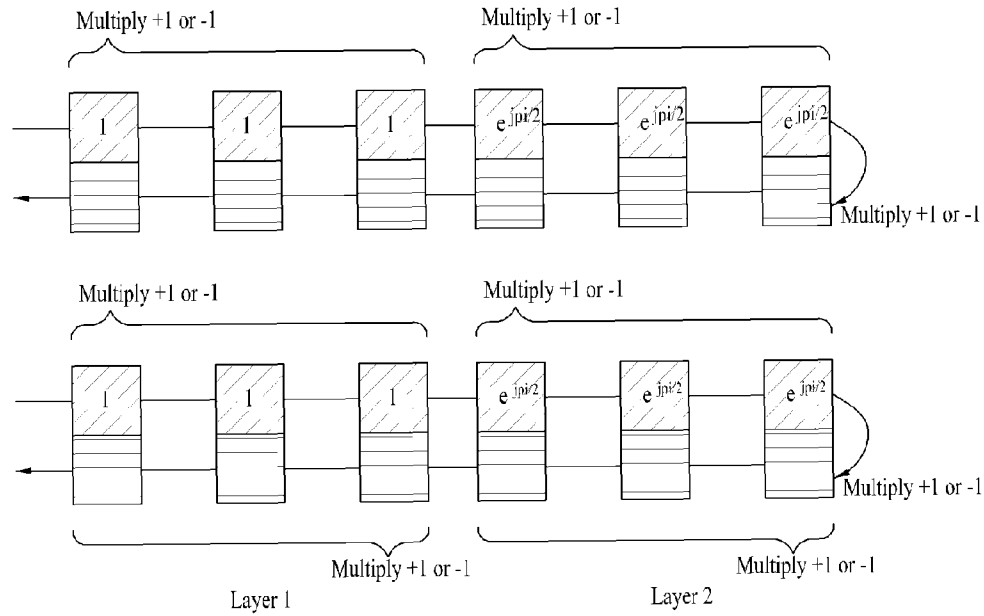 Multiply +1 or -1
Multiply +1 or -1
1
1
1
e^jpi/2
e^jpi/2
e^jpi/2
Multiply +1 or -1
Multiply +1 or -1
Multiply +1 or -1
1
1
1
e^jpi/2
e^jpi/2
e^jpi/2
Multiply +1 or -1
Multiply +1 or -1
Multiply +1 or -1
Layer 1
Layer 2